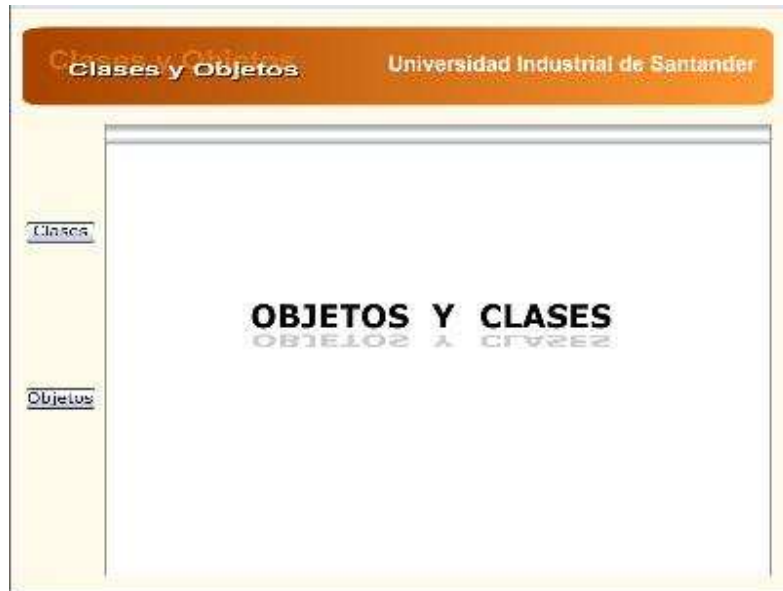 Clases y Objetos
Universidad Industrial de Santander
Clases
OBJETOS Y CLASES
Objetos